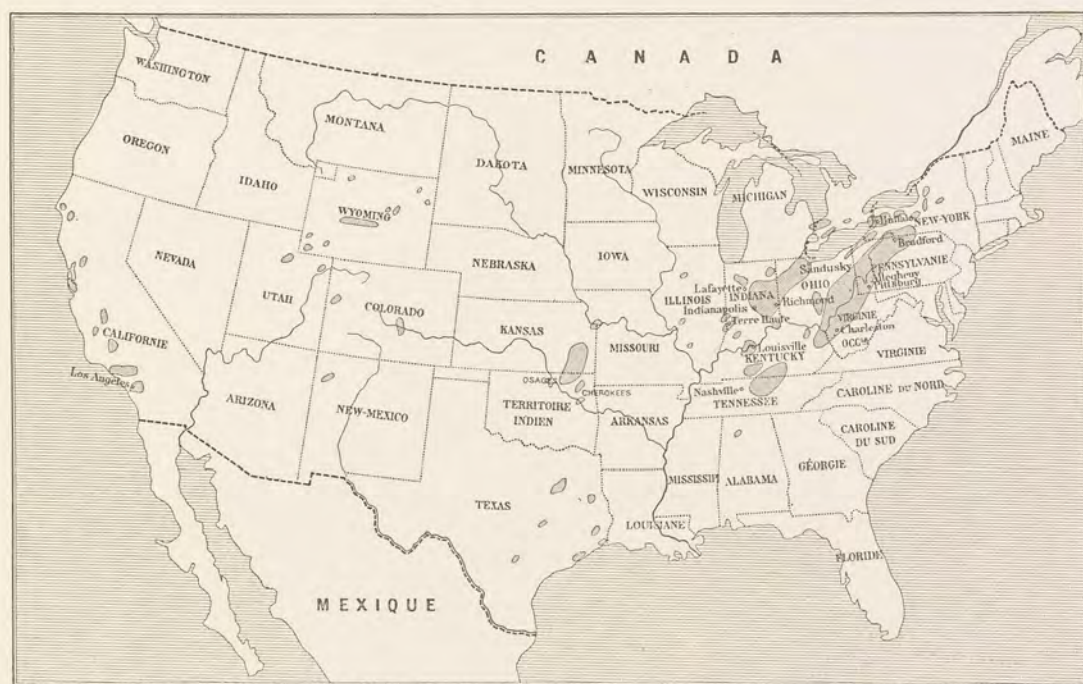 CANADA
WASHINGTON
MONTANA
MAINE
OREGON
DAKOTA
MINNESOTA
IDAHO
WISCONSIN
MICHIGAN
WYOMING
NEW-YORK
Bradford
NEVADA
NEBRASKA
IOWA
Sandusky
PENNSYLVANIE
Allegheny
Pittsburg
UTAH
Lafayette
INDIANA
OHIO
COLORADO
ILLINOIS
Richmond
Indianapolis
Terre Haute
VIRGINIE
Charleston
OCC.
CALIFORNIE
KANSAS
MISSOURI
Louisville
KENTUCKY
VIRGINIE
Los Angeles
OSAGES
CHEROKEES
Nashville
TENNESSEE
CAROLINE DU NORD
ARIZONA
NEW-MEXICO
TERRITOIRE
INDIEN
ARKANSAS
CAROLINE
DU SUD
MISSISSIPI
ALABAMA
GÉORGIE
TEXAS
LOUISIANE
FLORIDE
MEXIQUE